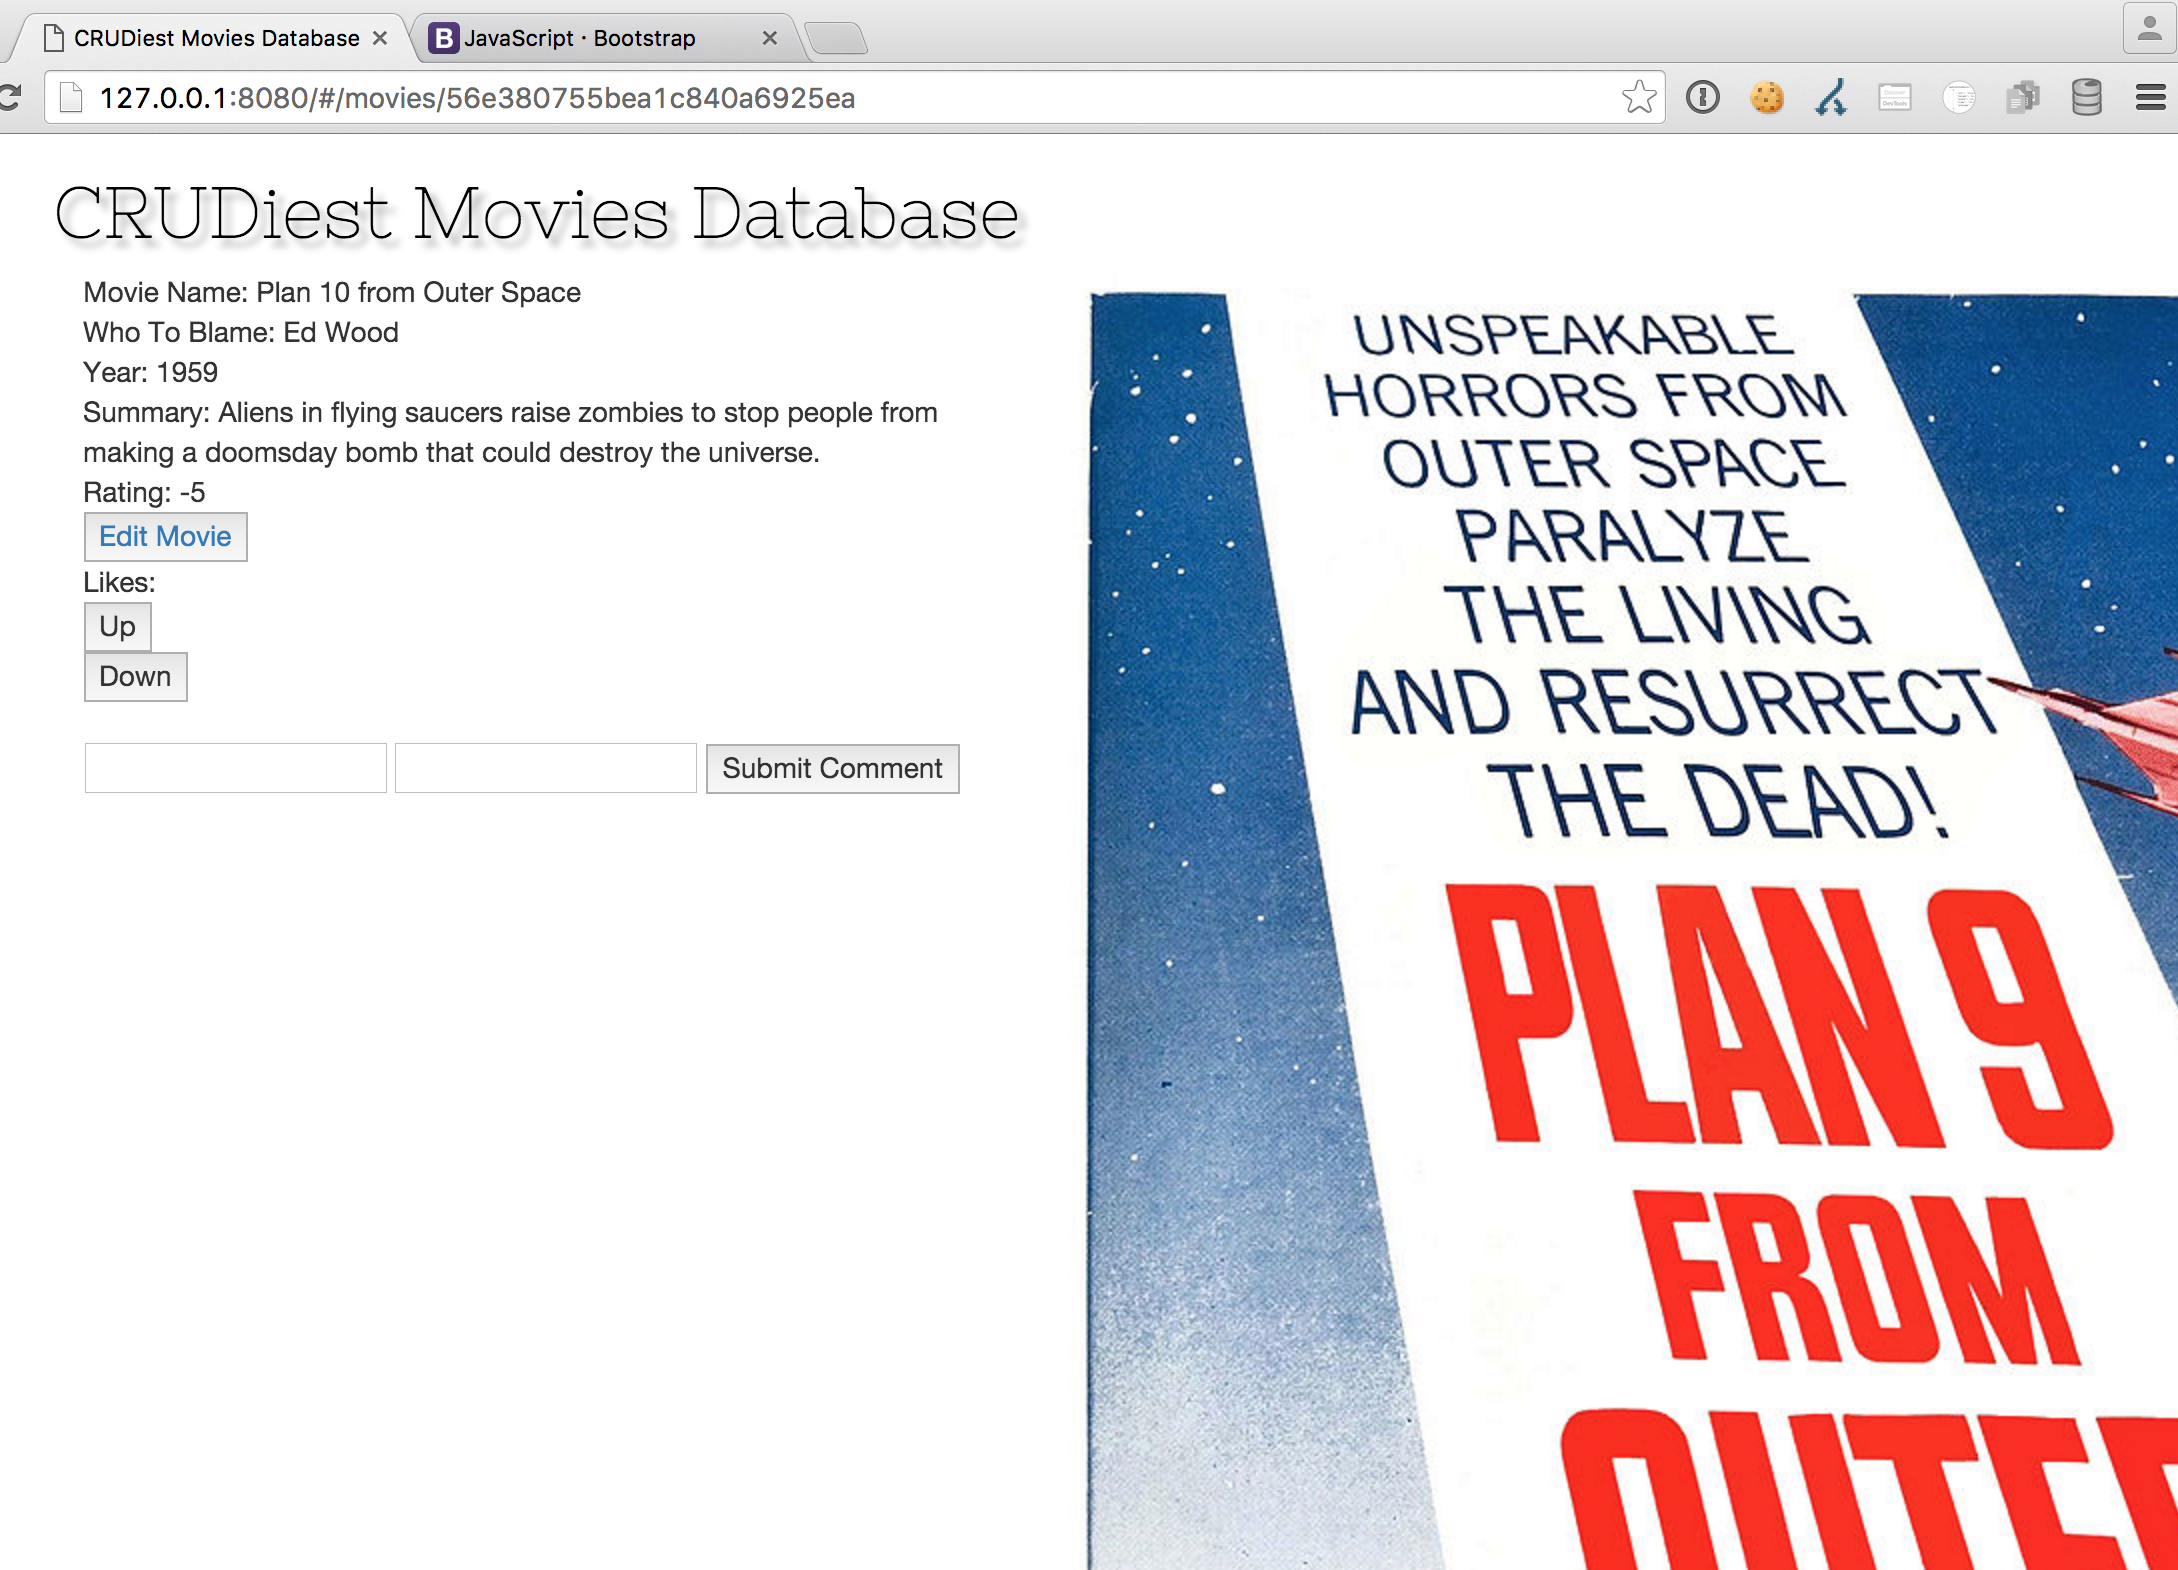 CRUDiest Movies Database
JavaScript · Bootstrap
127.0.0.1:8080/#/movies/56e380755bea1c840a6925ea
CRUDiest Movies Database
Movie Name: Plan 10 from Outer Space
Who To Blame: Ed Wood
Year: 1959
Summary: Aliens in flying saucers raise zombies to stop people from
making a doomsday bomb that could destroy the universe.
Rating: -5
Edit Movie
Likes:
Up
Down
Submit Comment
UNSPEAKABLE
HORRORS FROM
OUTER SPACE
PARALYZE
THE LIVING
AND RESURRECT
THE DEAD!
PLAN 9
FROM
OUTE